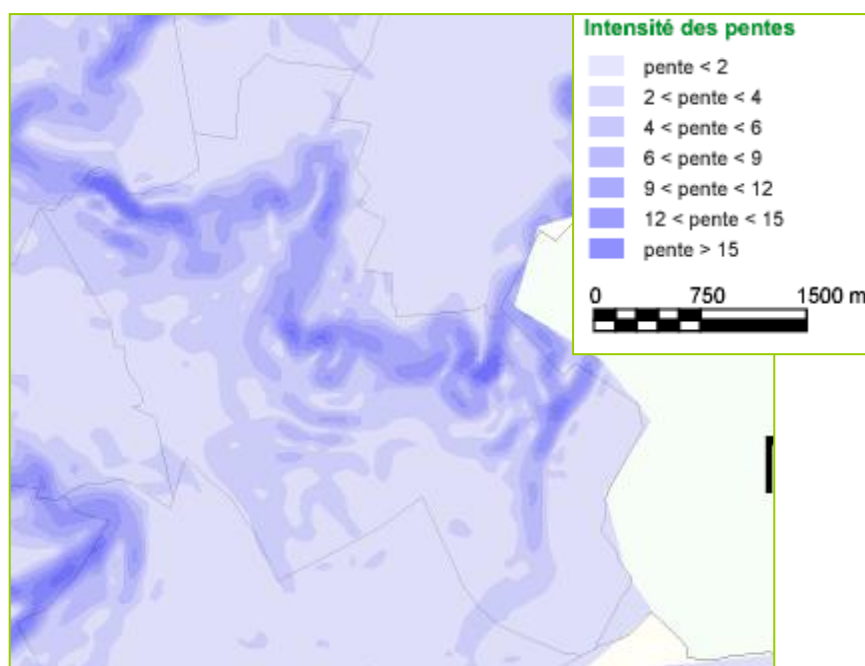 Intensité des pentes
pente < 2
2 < pente < 4
4 < pente < 6
6 < pente < 9
9 < pente < 12
12 < pente < 15
pente > 15
0 750 1500 m